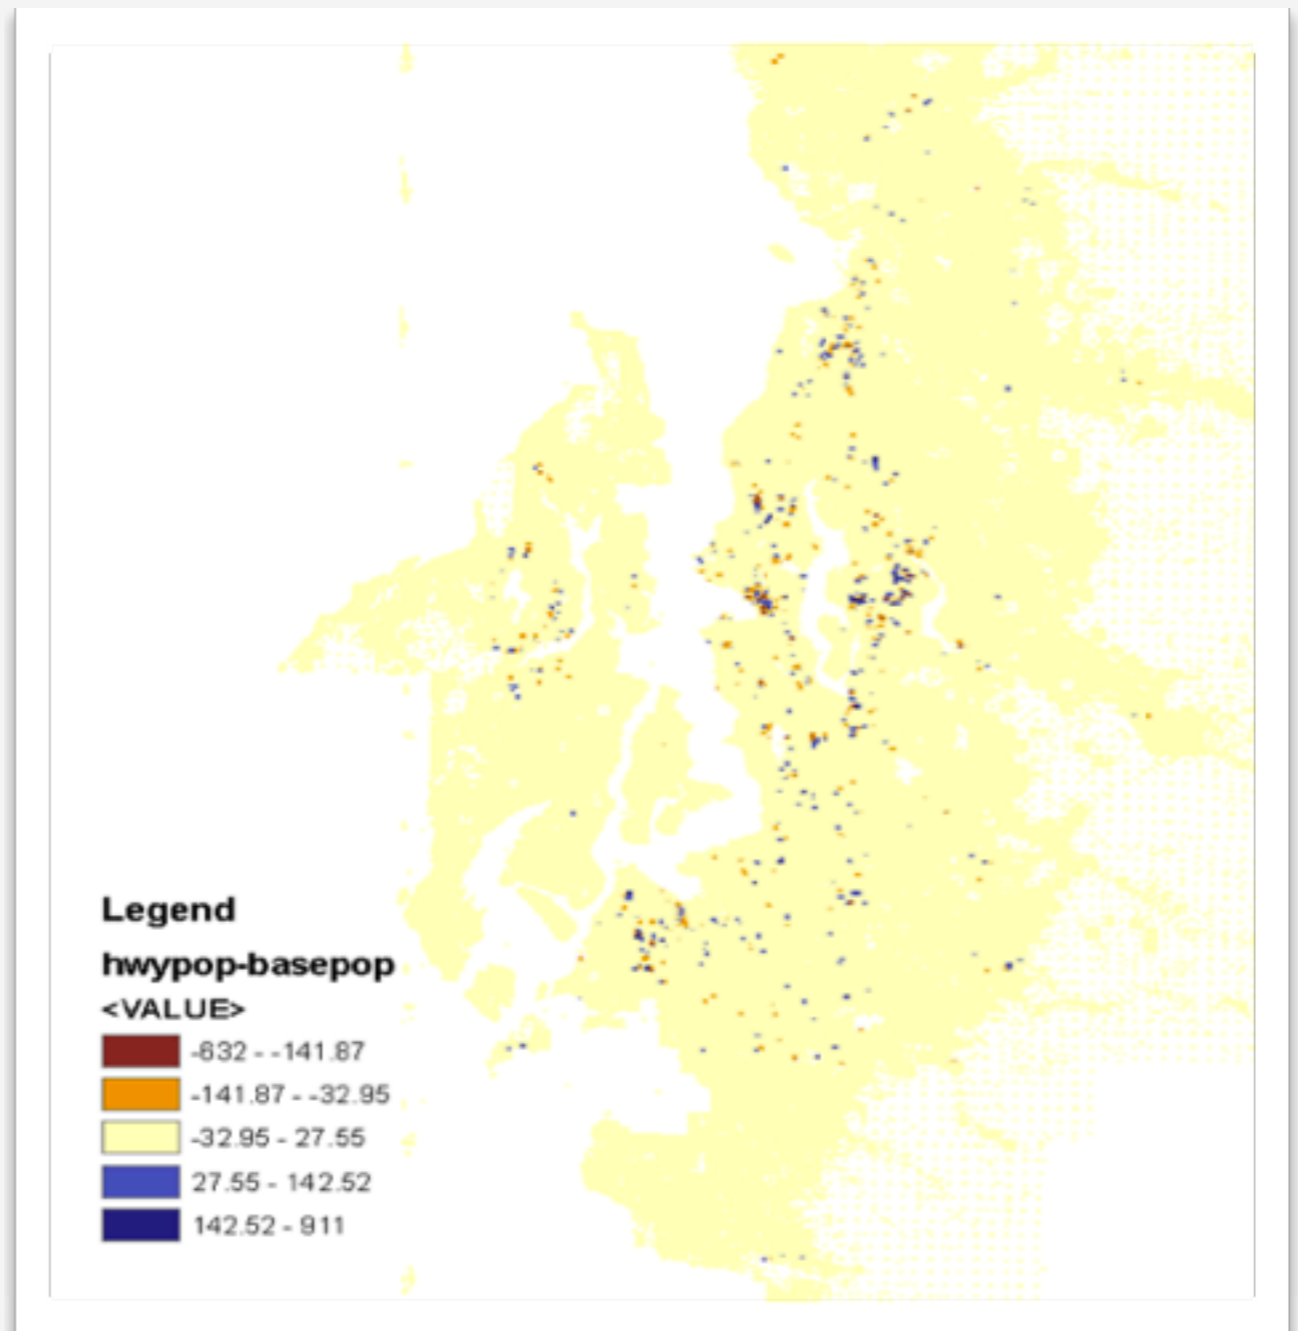 Legend
hwypop-basepop
<VALUE>
-632 - -141.87
-141.87 - -32.95
-32.95 - 27.55
27.55 - 142.52
142.52 - 911